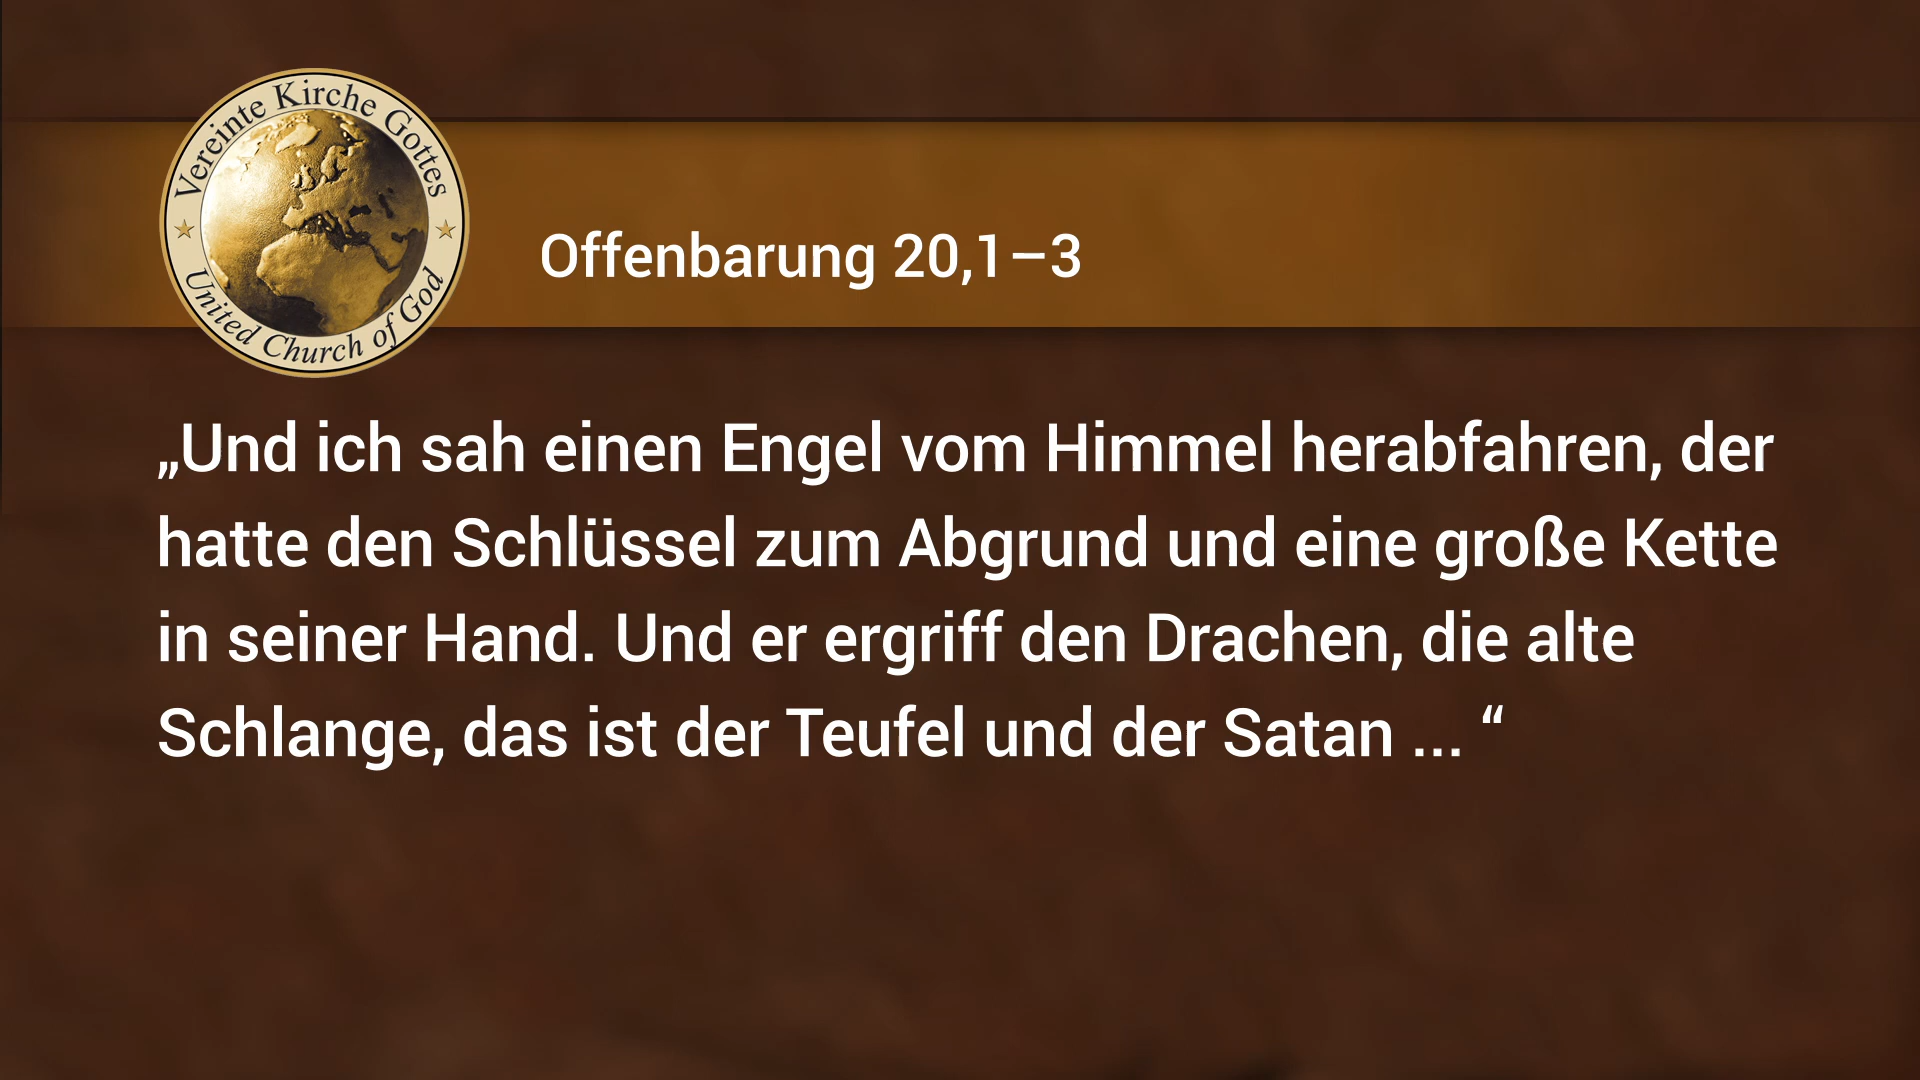 Vereinte Kirche Gottes
United Church of God
Offenbarung 20,1–3
„Und ich sah einen Engel vom Himmel herabfahren, der
hatte den Schlüssel zum Abgrund und eine große Kette
in seiner Hand. Und er ergriff den Drachen, die alte
Schlange, das ist der Teufel und der Satan ... “